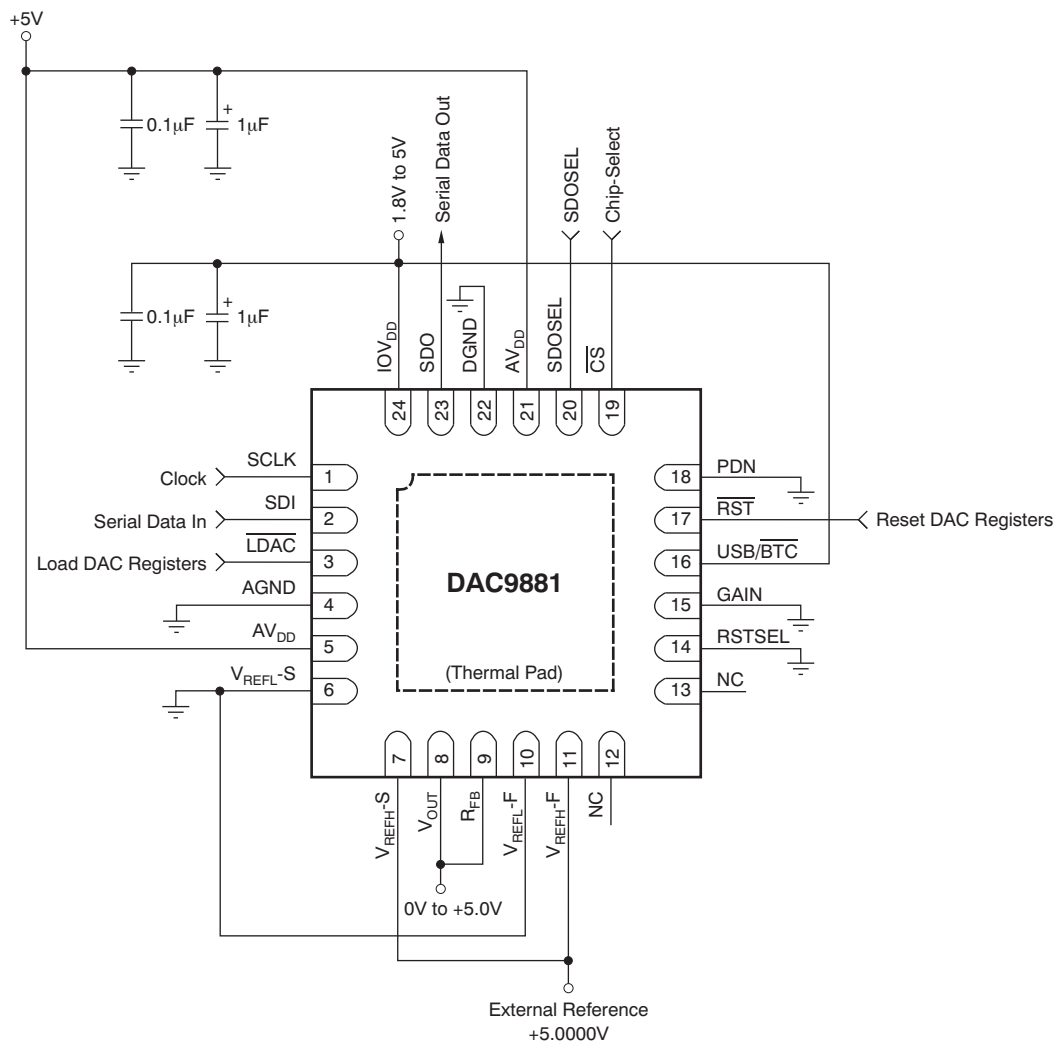 +5V
0.1μF
+
1μF
1.8V to 5V
Serial Data Out
SDOSEL
Chip-Select
0.1μF
+
1μF
IOVDD
SDO
DGND
AVDD
SDOSEL
CS
24
23
22
21
20
19
Clock
SCLK
1
Serial Data In
SDI
2
Load DAC Registers
LDAC
3
AGND
4
AVDD
5
VREFL-S
6
DAC9881
(Thermal Pad)
18
PDN
17
RST
Reset DAC Registers
16
USB/BTC
15
GAIN
14
RSTSEL
13
NC
7
8
9
10
11
12
VREFH-S
VOUT
RFB
VREFL-F
VREFH-F
NC
0V to +5.0V
External Reference
+5.0000V